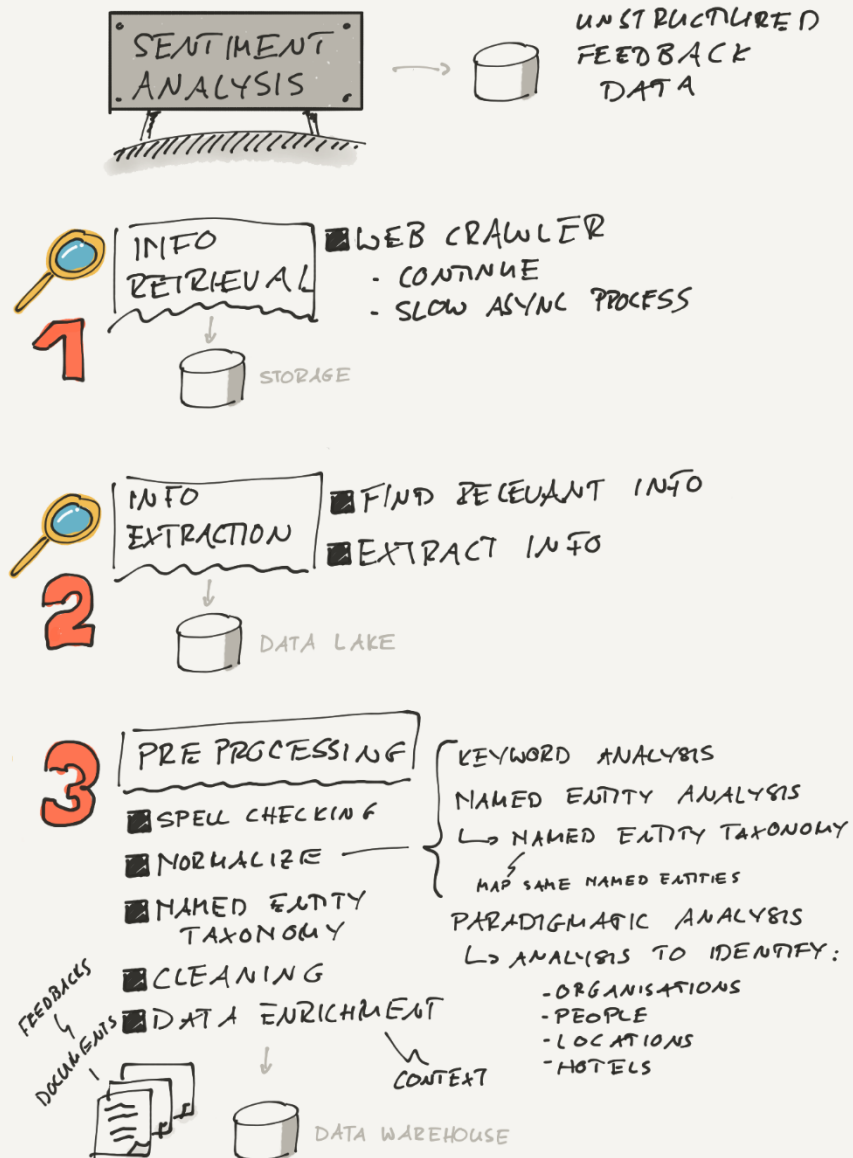 SENTIMENT
ANALYSIS
UNSTRUCTURED
FEEDBACK
DATA
INFO
RETRIEVAL
WEB CRAWLER
- CONTINUE
- SLOW ASYNC PROCESS
1
STORAGE
INFO
EXTRACTION
FIND RELEVANT INFO
EXTRACT INFO
2
DATA LAKE
3
PRE PROCESSING
SPELL CHECKING
NORMALIZE
NAMED ENTITY
TAXONOMY
CLEANING
DATA ENRICHMENT
CONTEXT
KEYWORD ANALYSIS
NAMED ENTITY ANALYSIS
↳ NAMED ENTITY TAXONOMY
MAP SAME NAMED ENTITIES
PARADIGMATIC ANALYSIS
↳ ANALYSIS TO IDENTIFY:
- ORGANISATIONS
- PEOPLE
- LOCATIONS
- HOTELS
FEEDBACKS
DOCUMENTS
DATA WAREHOUSE